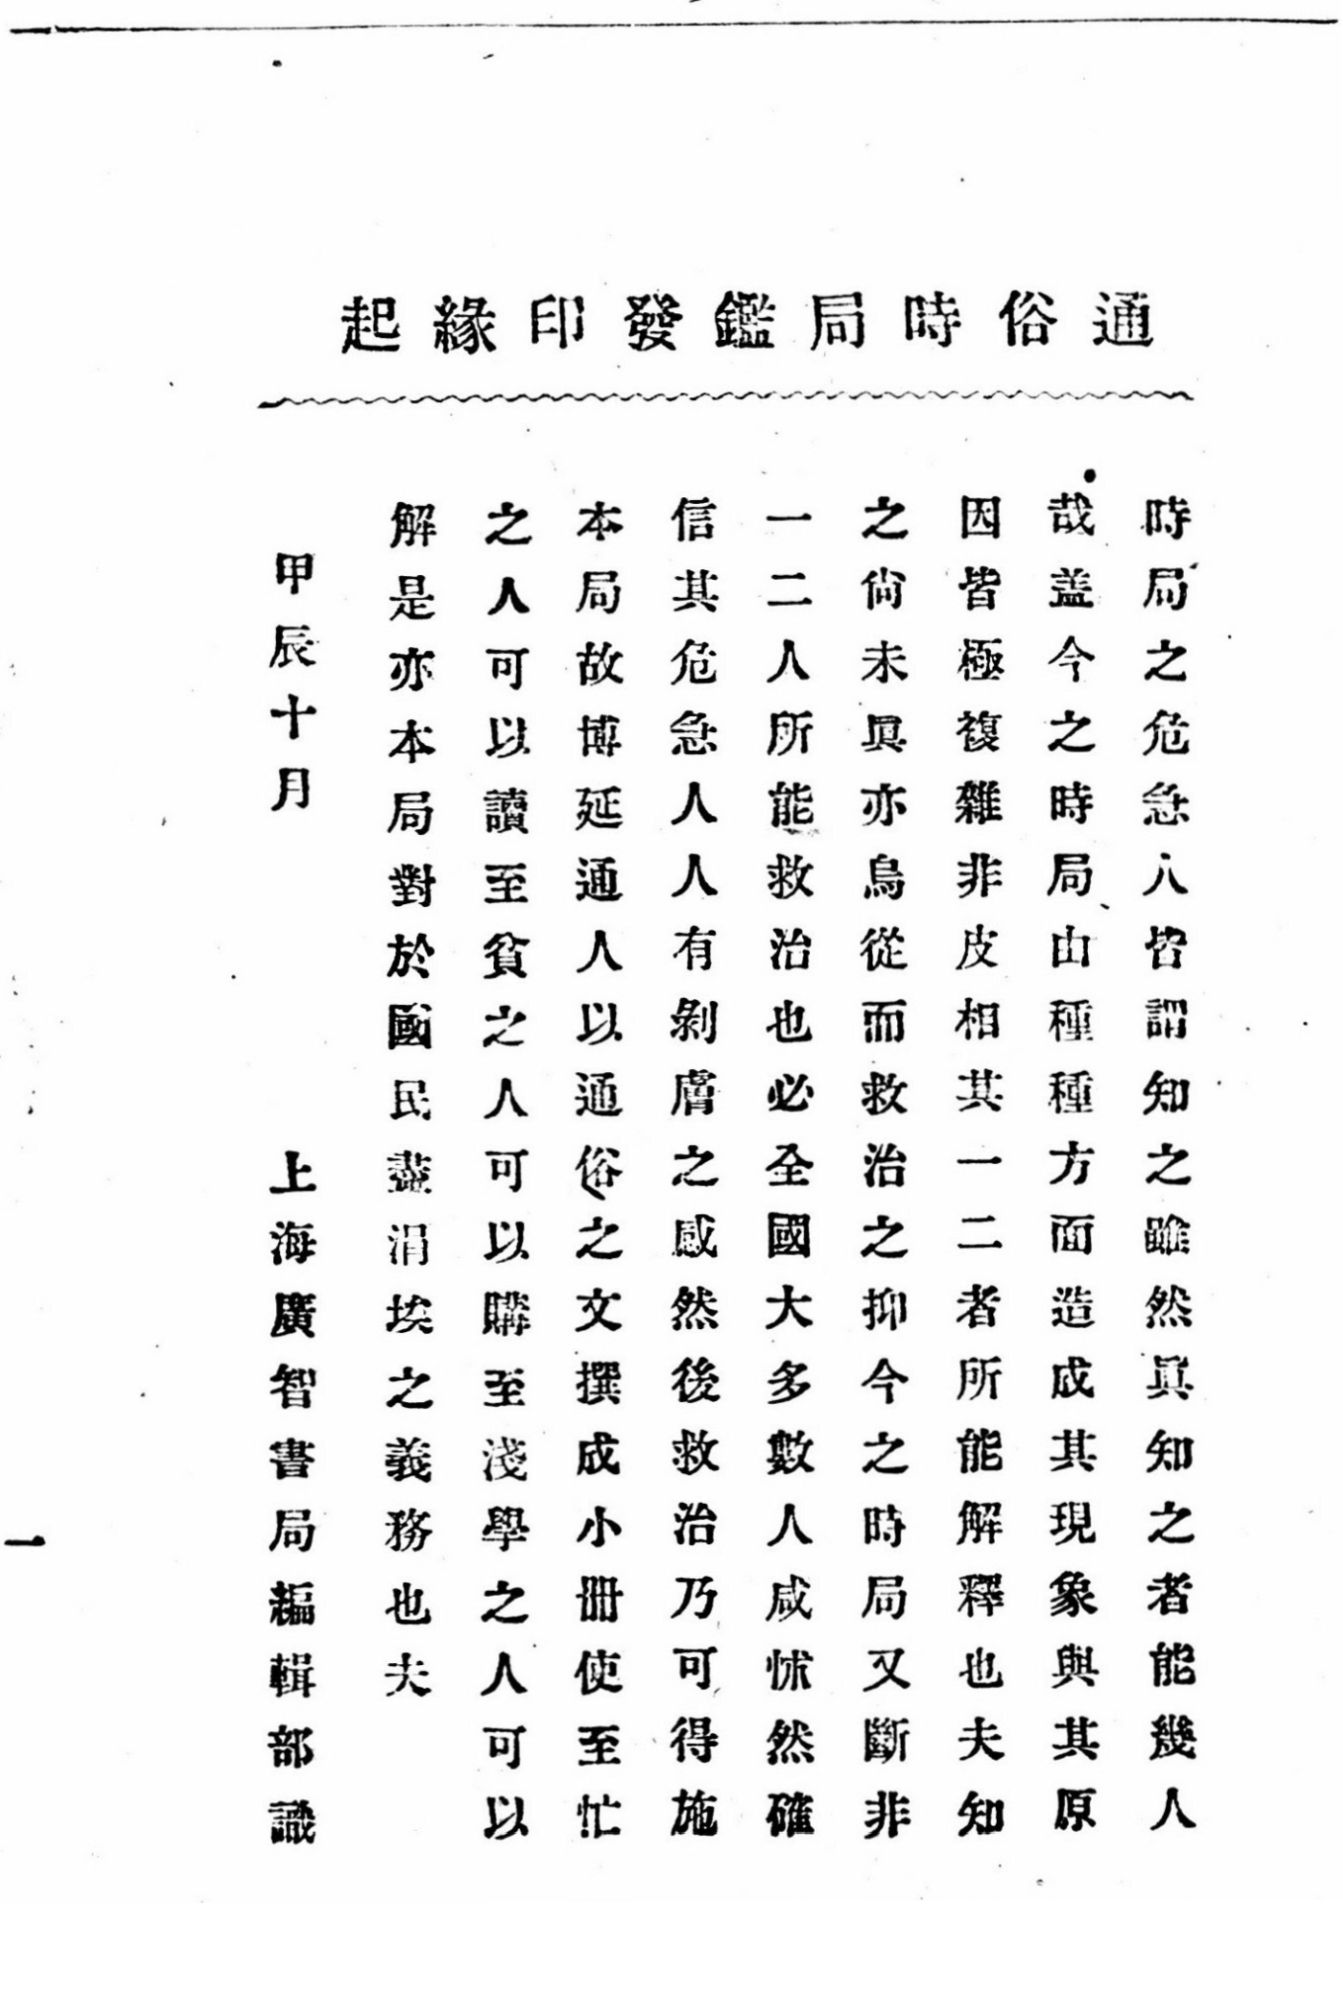 通俗時局鑑發印緣起
時局之危急人皆謂知之雖然眞知之者能幾人
哉盖今之時局由種種方面造成其現象與其原
因皆極複雜非皮相其一二者所能解釋也夫知
之尙未眞亦烏從而救治之抑今之時局又斷非
一二人所能救治也必全國大多數人咸怵然確
信其危急人人有剝膚之感然後救治乃可得施
本局故博延通人以通俗之文撰成小冊使至忙
之人可以讀至貧之人可以購至淺學之人可以
解是亦本局對於國民盡涓埃之義務也夫
甲辰十月 上海廣智書局編輯部識
一